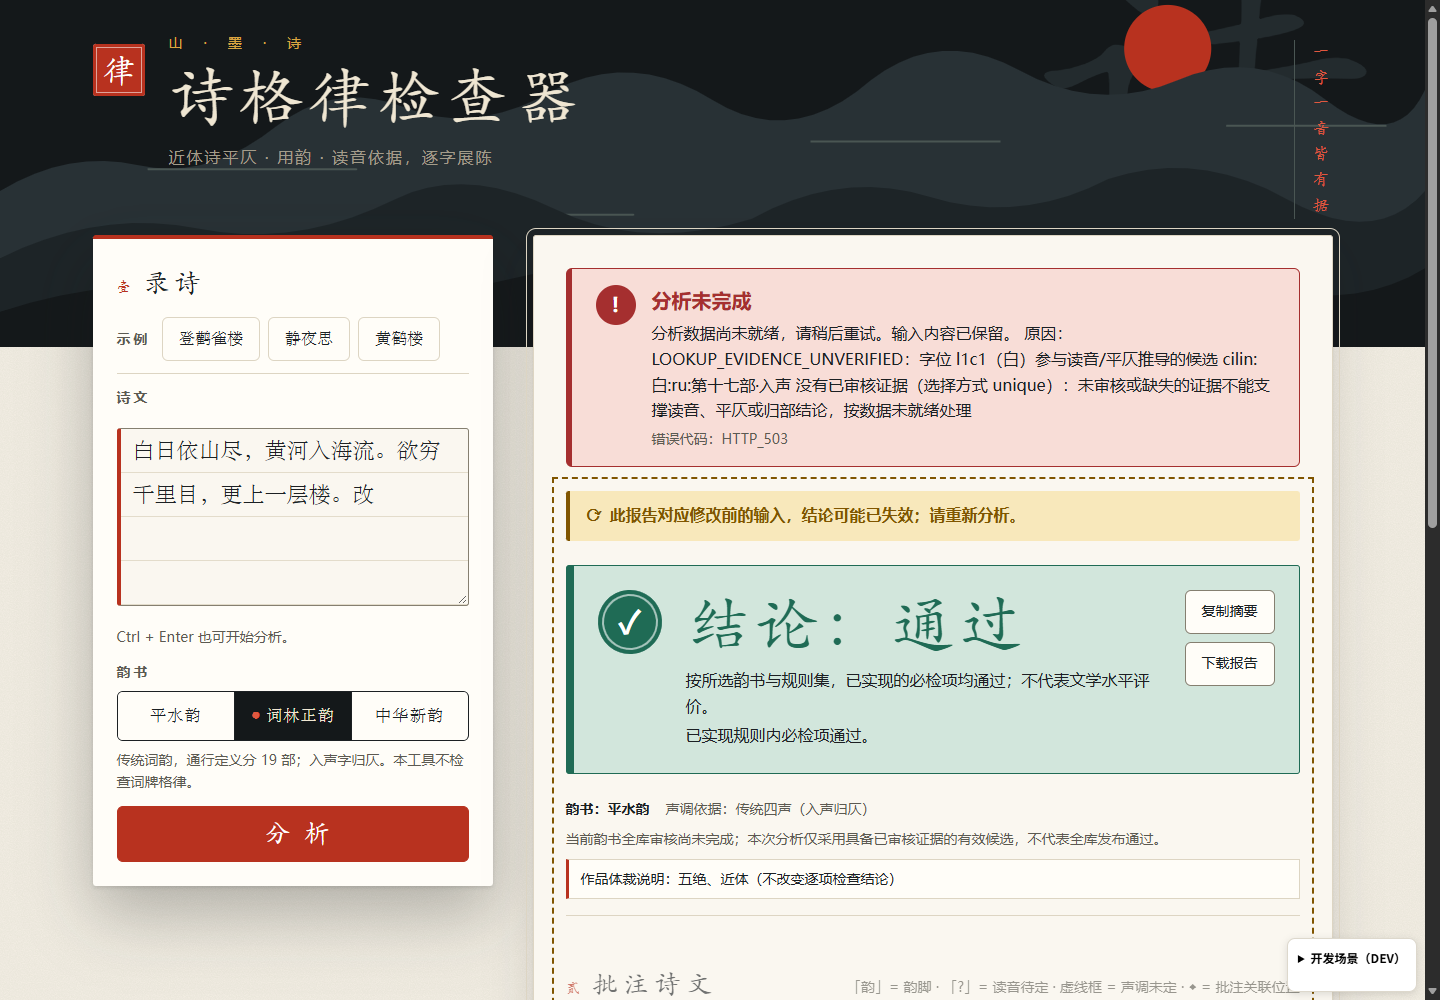 律
山 · 墨 · 诗
诗格律检查器
近体诗平仄 · 用韵 · 读音依据，逐字展陈
一字一音皆有据
壹 录诗
示例 登鹳雀楼 静夜思 黄鹤楼
诗文
白日依山尽，黄河入海流。欲穷
千里目，更上一层楼。改
Ctrl + Enter 也可开始分析。
韵书
平水韵 词林正韵 中华新韵
传统词韵，通行定义分 19 部；入声字归仄。本工具不检
查词牌格律。
分析
! 分析未完成
分析数据尚未就绪，请稍后重试。输入内容已保留。 原因：
LOOKUP_EVIDENCE_UNVERIFIED：字位 l1c1（白）参与读音/平仄推导的候选 cilin:
白:ru:第十七部·入声 没有已审核证据（选择方式 unique）：未审核或缺失的证据不能支
撑读音、平仄或归部结论，按数据未就绪处理
错误代码：HTTP_503
⟳ 此报告对应修改前的输入，结论可能已失效；请重新分析。
✓ 结论：通过
复制摘要
下载报告
按所选韵书与规则集，已实现的必检项均通过；不代表文学水平评
价。
已实现规则内必检项通过。
韵书：平水韵 声调依据：传统四声（入声归仄）
当前韵书全库审核尚未完成；本次分析仅采用具备已审核证据的有效候选，不代表全库发布通过。
作品体裁说明：五绝、近体（不改变逐项检查结论）
贰 批注诗文
「韵」= 韵脚 · 「?」= 读音待定 · 虚线框 = 声调未定 · ◆ = 批注关联位
▶ 开发场景（DEV）